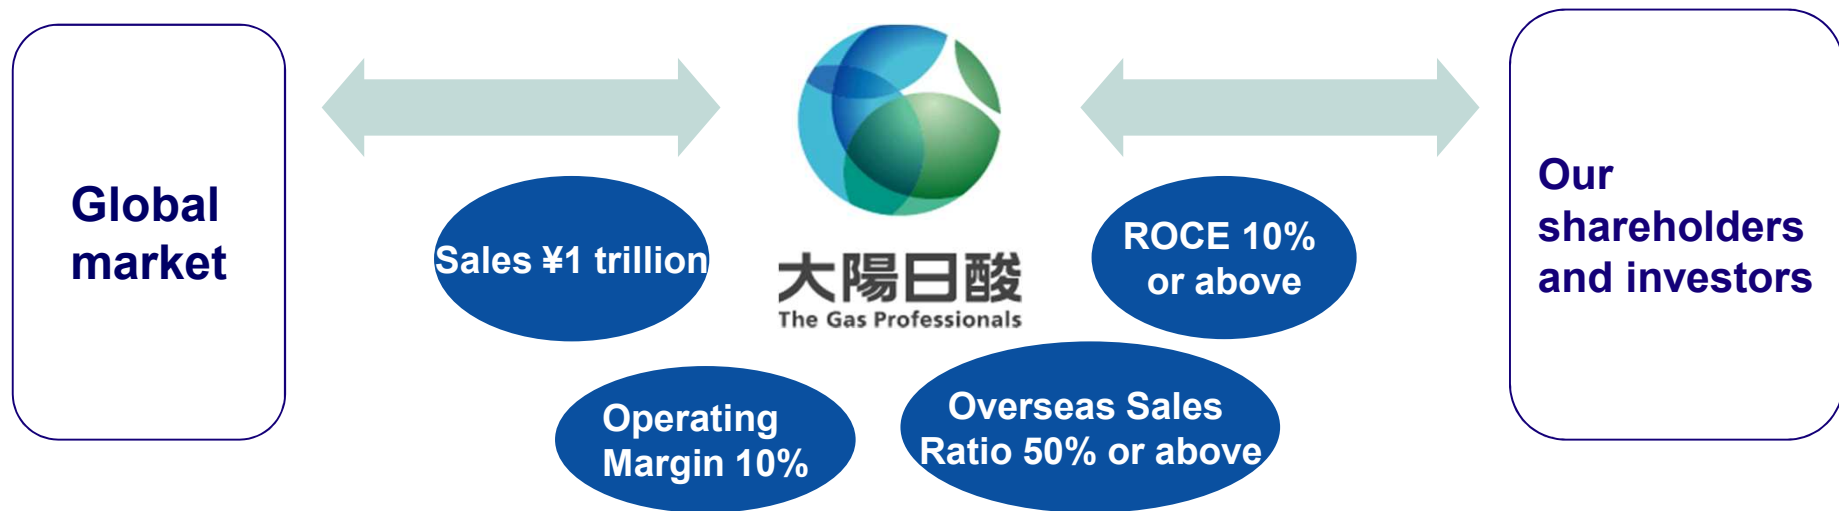 Global
market
Sales ¥1 trillion
Operating
Margin 10%
大陽日酸
The Gas Professionals
Overseas Sales
Ratio 50% or above
ROCE 10%
or above
Our
shareholders
and investors